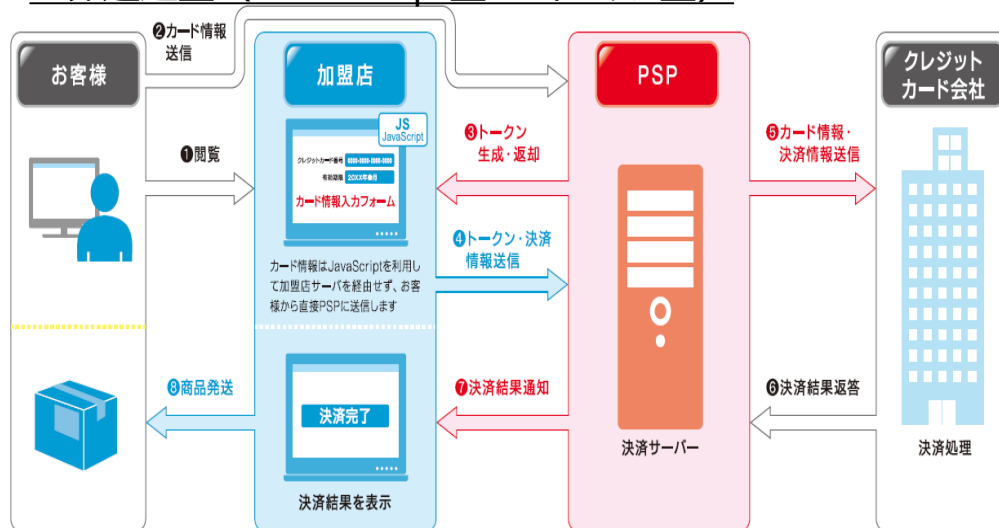 ❷カード情報
送信
お客様
加盟店
PSP
クレジット
カード会社
JS
JavaScript
❶閲覧
クレジットカード番号 0000-0000-0000-0000
有効期限
カード情報入力フォーム
❸トークン
生成・返却
❺カード情報・
決済情報送信
❹トークン・決済
情報送信
カード情報はJavaScriptを利用し
て加盟店サーバを経由せず、お客
様から直接PSPに送信します
❽商品発送
決済完了
❼決済結果通知
❻決済結果返答
決済サーバー
決済処理
決済結果を表示